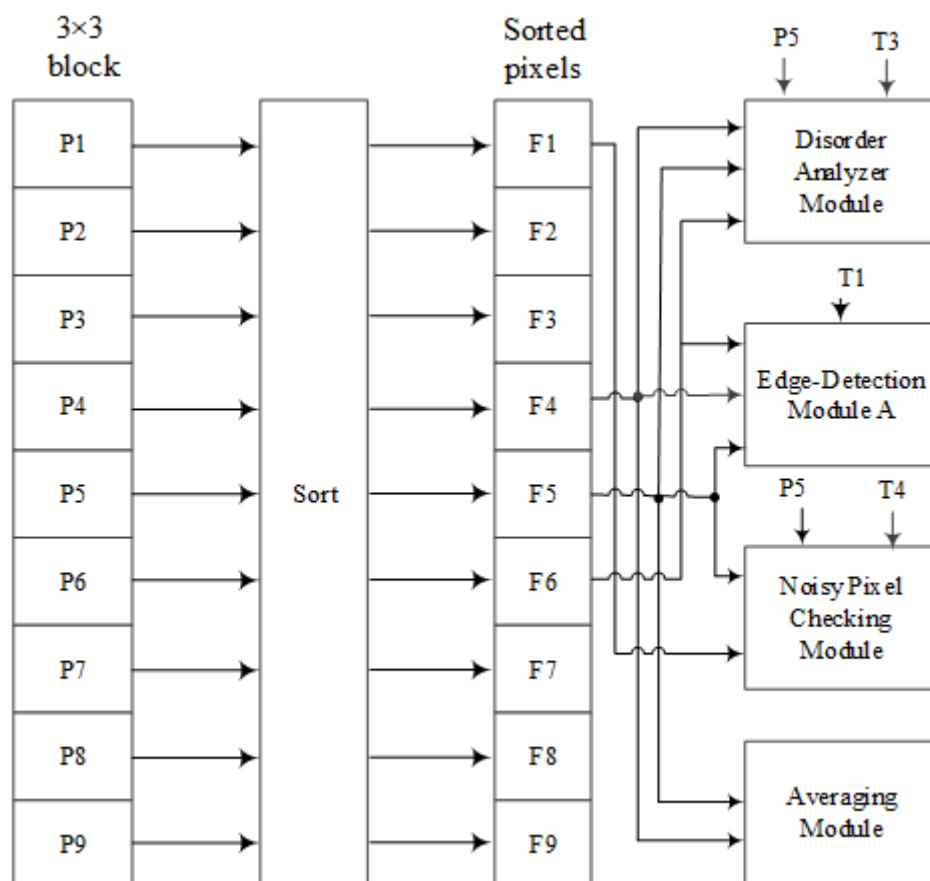 3×3
block
Sorted
pixels
P5
T3
P1
P2
P3
P4
P5
P6
P7
P8
P9
Sort
F1
F2
F3
F4
F5
F6
F7
F8
F9
Disorder
Analyzer
Module
T1
Edge-Detection
Module A
P5
T4
Noisy Pixel
Checking
Module
Averaging
Module